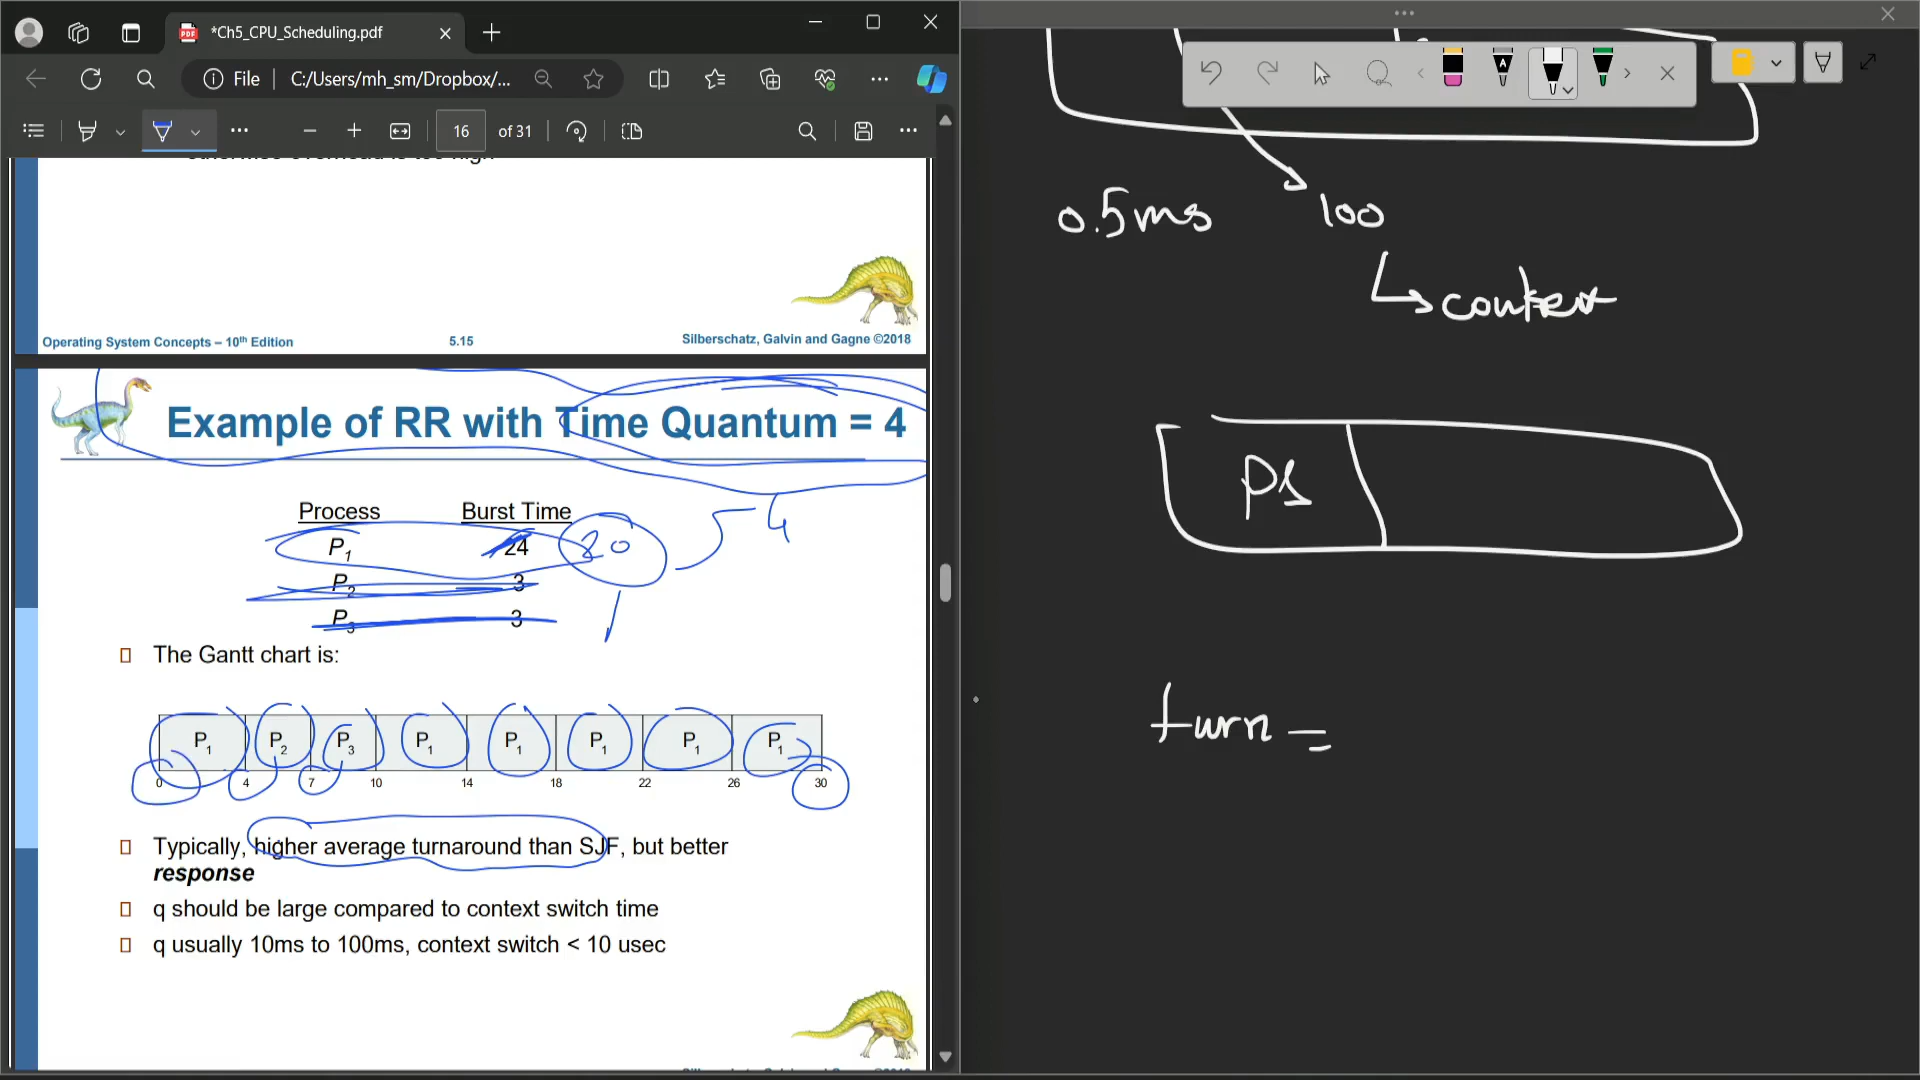 *Ch5_CPU_Scheduling.pdf
File
C:/Users/mh_sm/Dropbox/...
16 of 31
Operating System Concepts – 10th Edition 5.15 Silberschatz, Galvin and Gagne ©2018
Example of RR with Time Quantum = 4
Process Burst Time
P1 24 20 4
P2 3
P3 3
The Gantt chart is:
P1 P2 P3 P1 P1 P1 P1 P1
0 4 7 10 14 18 22 26 30
Typically, higher average turnaround than SJF, but better
response
q should be large compared to context switch time
q usually 10ms to 100ms, context switch < 10 usec
0.5ms 100
context
P1
turn =